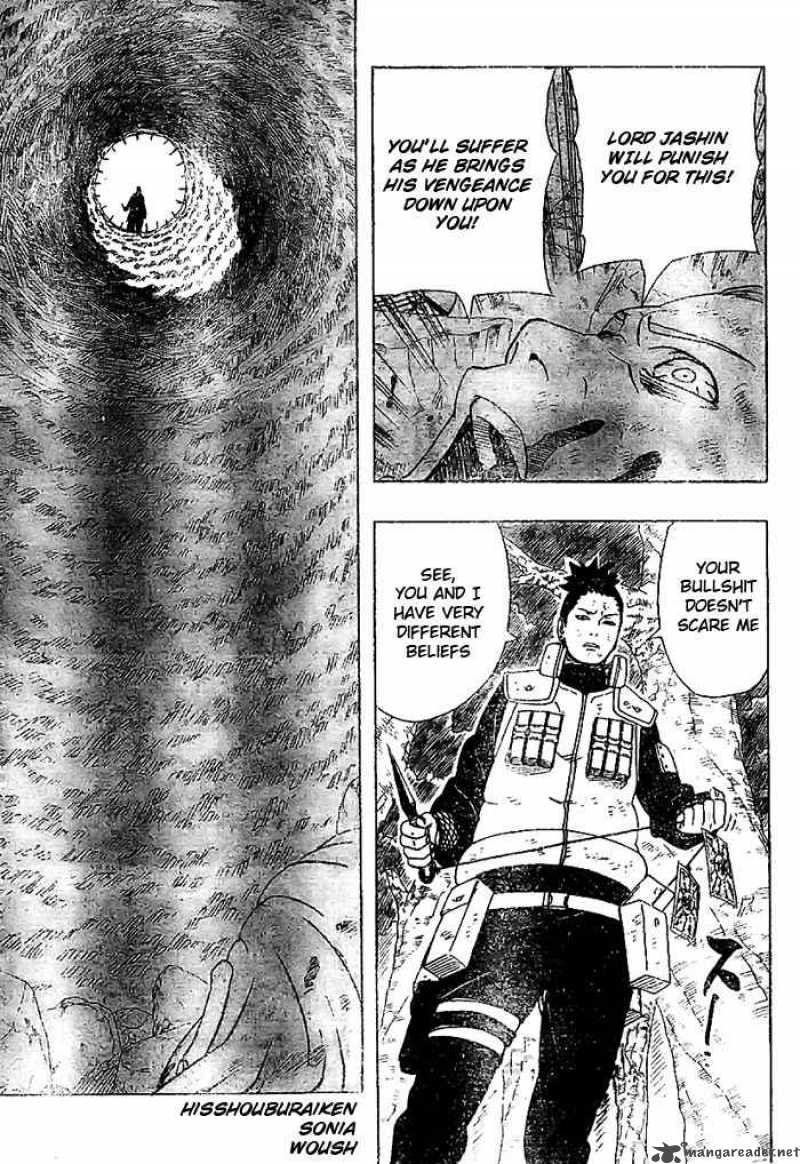 LORD JASHIN
WILL PUNISH
YOU FOR THIS!
YOU'LL SUFFER
AS HE BRINGS
HIS VENGEANCE
DOWN UPON
YOU!
YOUR
BULLSHIT
DOESN'T
SCARE ME
SEE,
YOU AND I
HAVE VERY
DIFFERENT
BELIEFS
ズ
HISSHOUBURAIKEN
SONIA
WOUSH
mangareader.net